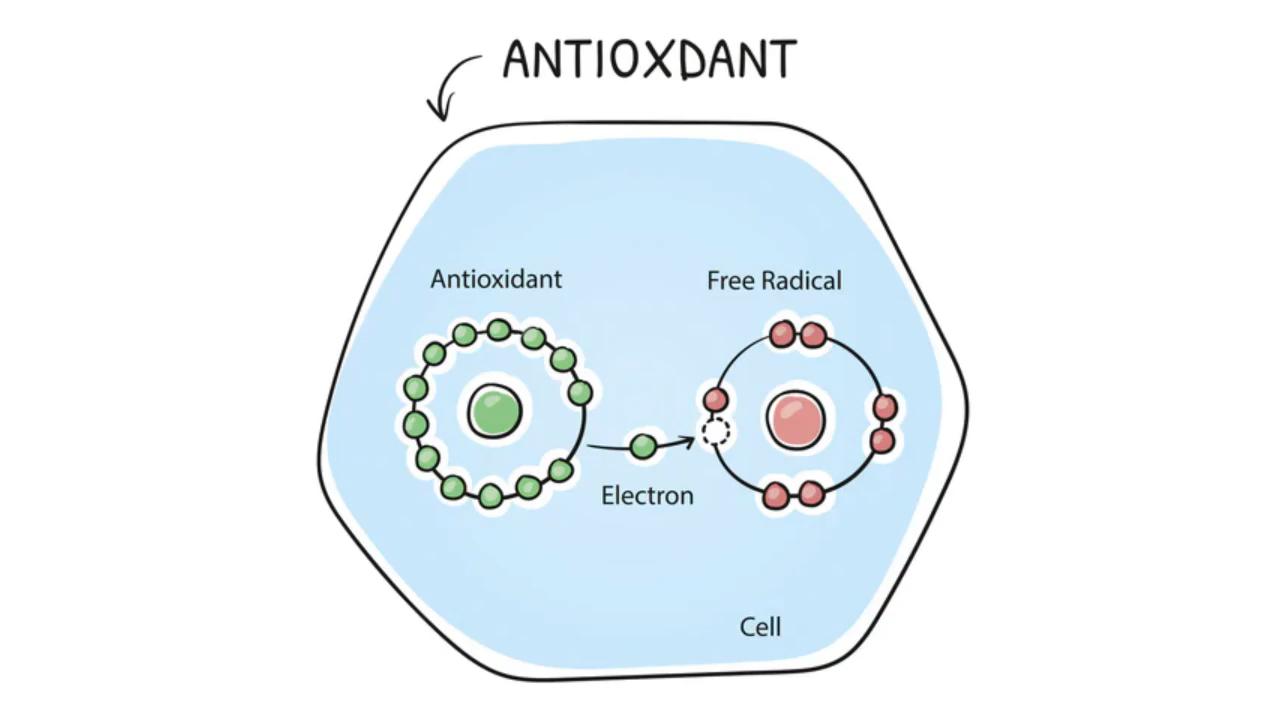 ANTIOXDANT
Antioxidant
Free Radical
Electron
Cell